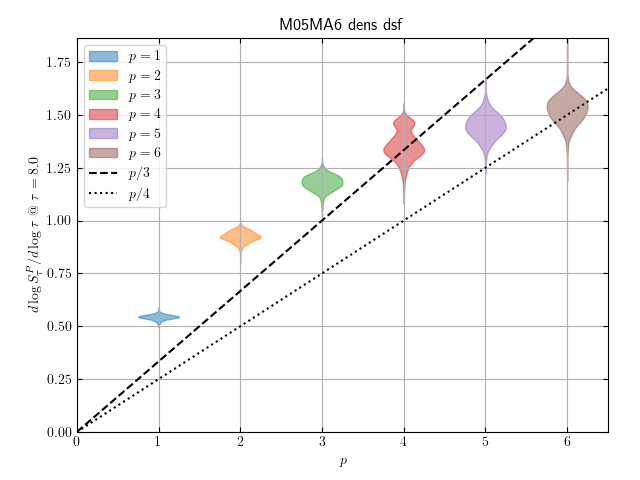 M05MA6 dens dsf
p = 1
p = 2
p = 3
p = 4
p = 5
p = 6
p/3
p/4
d log S_τ^P / d log τ @ τ = 8.0
1.75
1.50
1.25
1.00
0.75
0.50
0.25
0.00
0 1 2 3 4 5 6
p